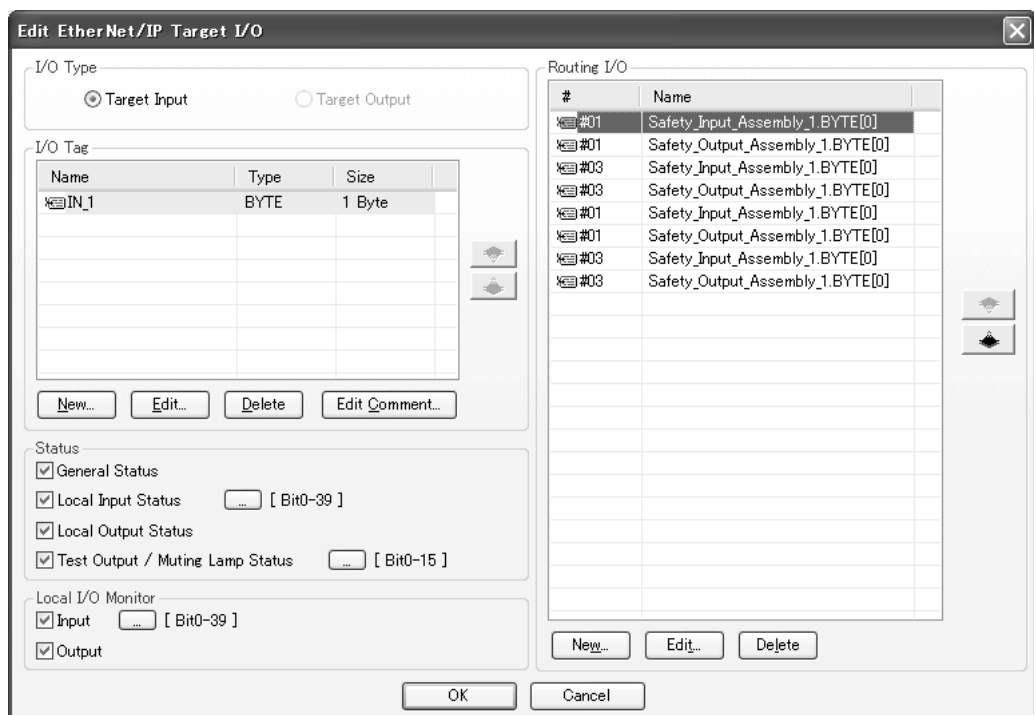 Edit EtherNet/IP Target I/O
I/O Type
Target Input Target Output
I/O Tag
Name Type Size
IN_1 BYTE 1 Byte
New... Edit... Delete Edit Comment...
Status
General Status
Local Input Status ... [ Bit0-39 ]
Local Output Status
Test Output / Muting Lamp Status ... [ Bit0-15 ]
Local I/O Monitor
Input ... [ Bit0-39 ]
Output
Routing I/O
# Name
#01 Safety_Input_Assembly_1.BYTE[0]
#01 Safety_Output_Assembly_1.BYTE[0]
#03 Safety_Input_Assembly_1.BYTE[0]
#03 Safety_Output_Assembly_1.BYTE[0]
#01 Safety_Input_Assembly_1.BYTE[0]
#01 Safety_Output_Assembly_1.BYTE[0]
#03 Safety_Input_Assembly_1.BYTE[0]
#03 Safety_Output_Assembly_1.BYTE[0]
New... Edit... Delete
OK Cancel